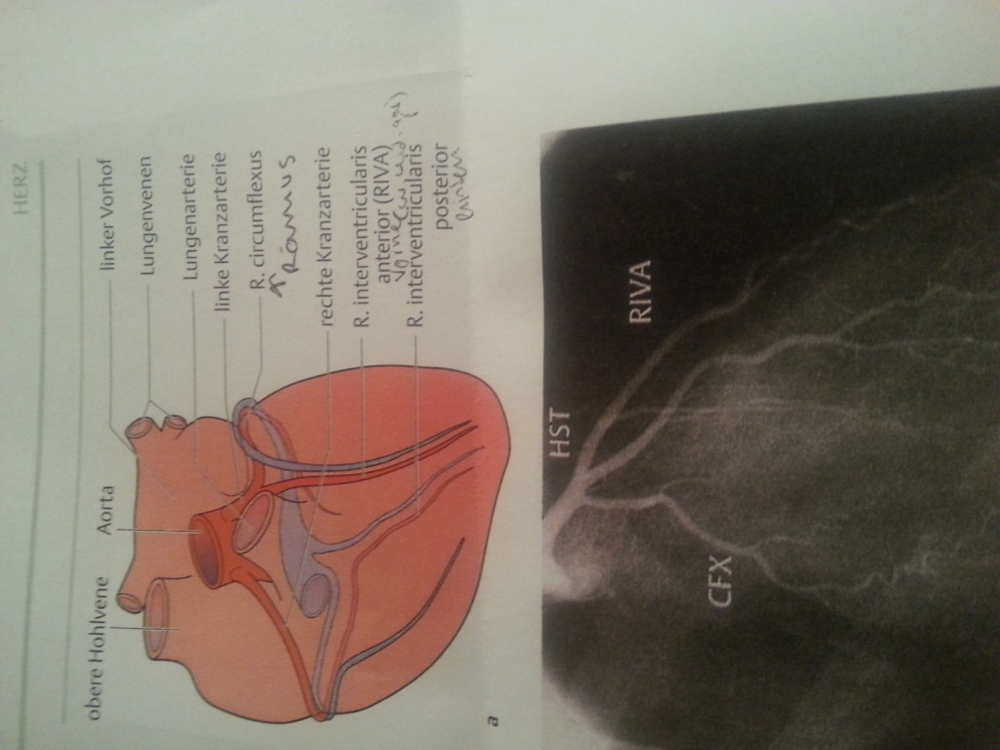 HERZ
obere Hohlvene
Aorta
linker Vorhof
Lungenvenen
Lungenarterie
linke Kranzarterie
R. circumflexus
Ramus
rechte Kranzarterie
R. interventricularis
anterior (RIVA)
R. interventricularis
posterior
a
HST
RIVA
CFX